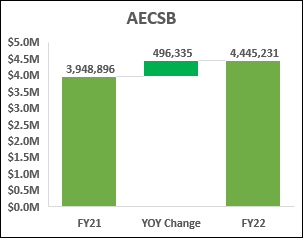 AECSB
$5.0M
$4.5M
$4.0M
$3.5M
$3.0M
$2.5M
$2.0M
$1.5M
$1.0M
$0.5M
$0.0M
3,948,896
496,335
4,445,231
FY21
YOY Change
FY22